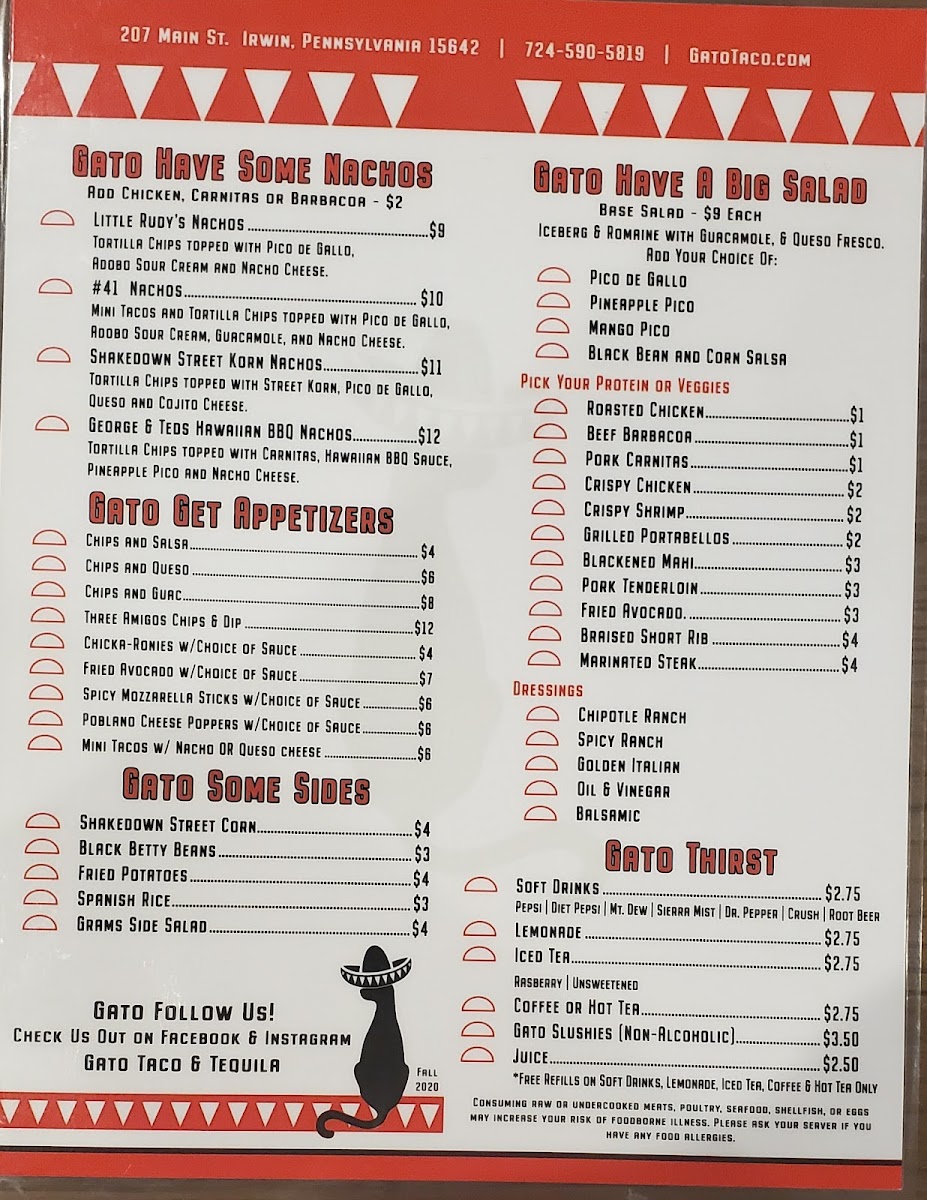 207 Main St. Irwin, Pennsylvania 15642 | 724-590-5819 | GatoTaco.com
Gato Have Some Nachos
Add Chicken, Carnitas or Barbacoa - $2
Little Rudy's Nachos $9
Tortilla Chips topped with Pico de Gallo,
Adobo Sour Cream and Nacho Cheese.
#41 Nachos $10
Mini Tacos and Tortilla Chips topped with Pico de Gallo,
Adobo Sour Cream, Guacamole, and Nacho Cheese.
Shakedown Street Korn Nachos $11
Tortilla Chips topped with Street Korn, Pico de Gallo,
Queso and Cojito Cheese.
George & Teds Hawaiian BBQ Nachos $12
Tortilla Chips topped with Carnitas, Hawaiian BBQ Sauce,
Pineapple Pico and Nacho Cheese.
Gato Get Appetizers
Chips and Salsa $4
Chips and Queso $6
Chips and Guac $8
Three Amigos Chips & Dip $12
Chicka-Ronies w/Choice of Sauce $4
Fried Avocado w/Choice of Sauce $7
Spicy Mozzarella Sticks w/Choice of Sauce $6
Poblano Cheese Poppers w/Choice of Sauce $6
Mini Tacos w/ Nacho OR Queso cheese $6
Gato Some Sides
Shakedown Street Corn $4
Black Betty Beans $3
Fried Potatoes $4
Spanish Rice $3
Grams Side Salad $4
Gato Follow Us!
Check Us Out on Facebook & Instagram
Gato Taco & Tequila
Fall
2020
Gato Have A Big Salad
Base Salad - $9 Each
Iceberg & Romaine with Guacamole, & Queso Fresco.
Add Your Choice Of:
Pico de Gallo
Pineapple Pico
Mango Pico
Black Bean and Corn Salsa
Pick Your Protein or Veggies
Roasted Chicken $1
Beef Barbacoa $1
Pork Carnitas $1
Crispy Chicken $2
Crispy Shrimp $2
Grilled Portabellos $2
Blackened Mahi $3
Pork Tenderloin $3
Fried Avocado. $3
Braised Short Rib $4
Marinated Steak $4
Dressings
Chipotle Ranch
Spicy Ranch
Golden Italian
Oil & Vinegar
Balsamic
Gato Thirst
Soft Drinks $2.75
Pepsi | Diet Pepsi | Mt. Dew | Sierra Mist | Dr. Pepper | Crush | Root Beer
Lemonade $2.75
Iced Tea $2.75
Rasberry | Unsweetened
Coffee or Hot Tea $2.75
Gato Slushies (Non-Alcoholic) $3.50
Juice $2.50
*Free Refills on Soft Drinks, Lemonade, Iced Tea, Coffee & Hot Tea Only
Consuming raw or undercooked meats, poultry, seafood, shellfish, or eggs
may increase your risk of foodborne illness. Please ask your server if you
have any food allergies.